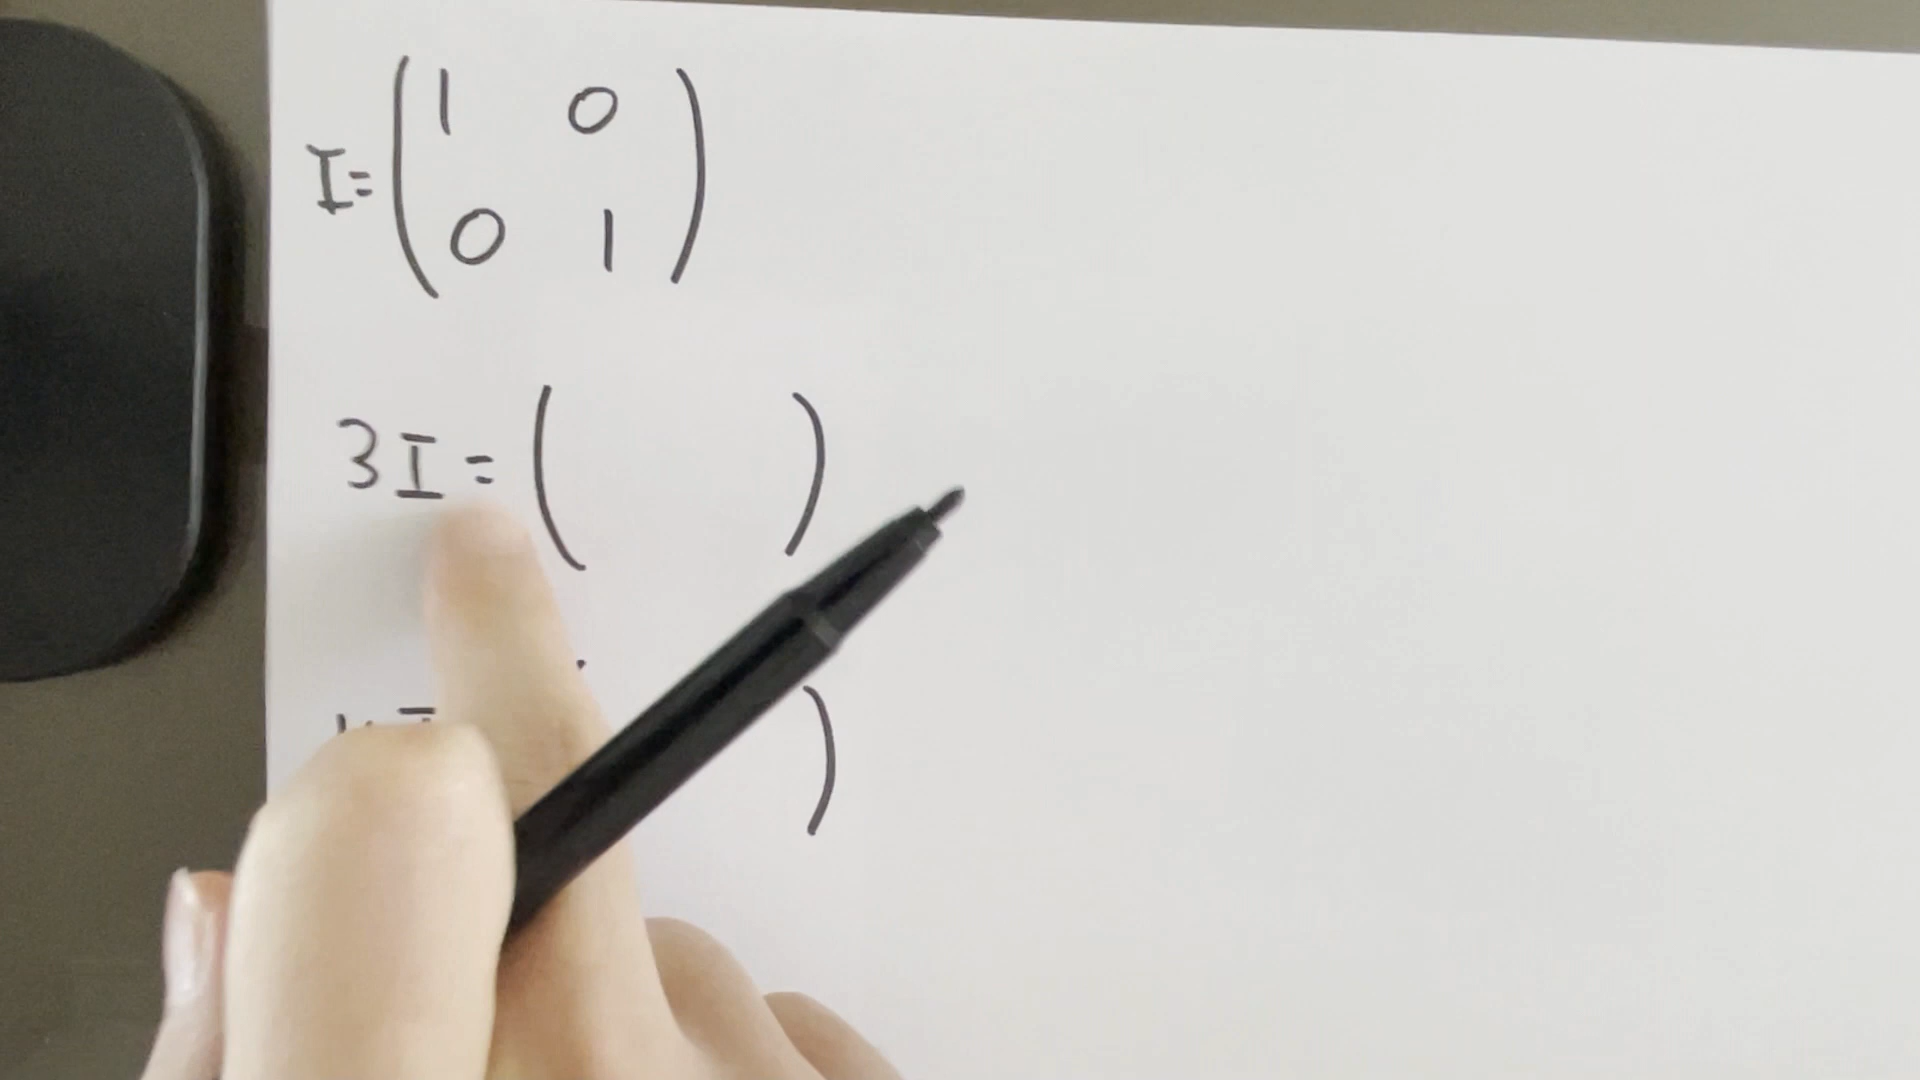 I = ( 1 0
0 1 )
3I = ( )
I )